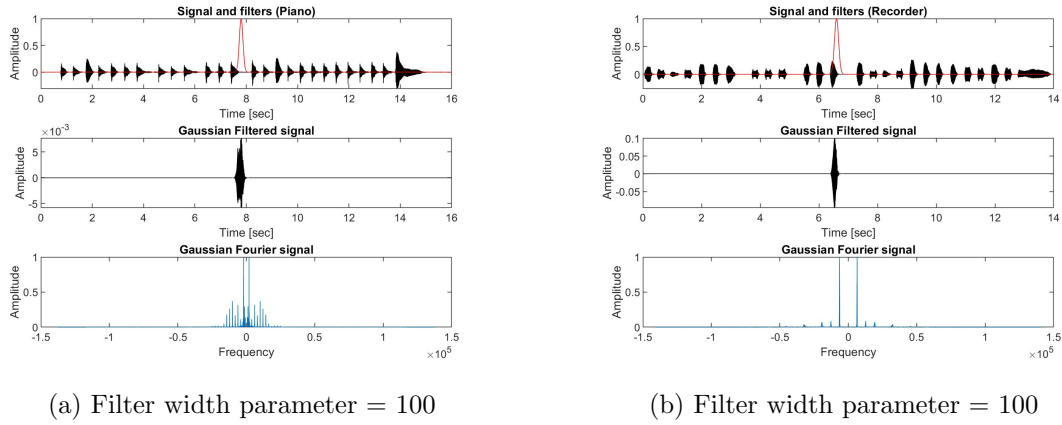 Signal and filters (Piano)
1
0.5
0
Amplitude
0 2 4 6 8 10 12 14 16
Time [sec]
×10⁻³
Gaussian Filtered signal
5
0
-5
Amplitude
0 2 4 6 8 10 12 14 16
Time [sec]
Gaussian Fourier signal
1
0.5
0
Amplitude
-1.5 -1 -0.5 0 0.5 1 1.5
Frequency
×10⁵
(a) Filter width parameter = 100
Signal and filters (Recorder)
1
0.5
0
Amplitude
0 2 4 6 8 10 12 14
Time [sec]
Gaussian Filtered signal
0.1
0.05
0
-0.05
Amplitude
0 2 4 6 8 10 12 14
Time [sec]
Gaussian Fourier signal
1
0.5
0
Amplitude
-1.5 -1 -0.5 0 0.5 1 1.5
Frequency
×10⁵
(b) Filter width parameter = 100